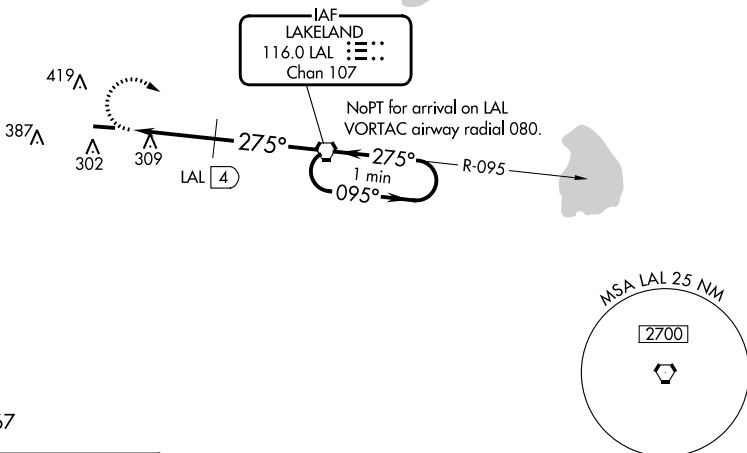 IAF
LAKELAND
116.0 LAL
Chan 107
419
NoPT for arrival on LAL
VORTAC airway radial 080.
387
302
309
275°
275°
R-095
LAL 4
1 min
095°
MSA LAL 25 NM
2700